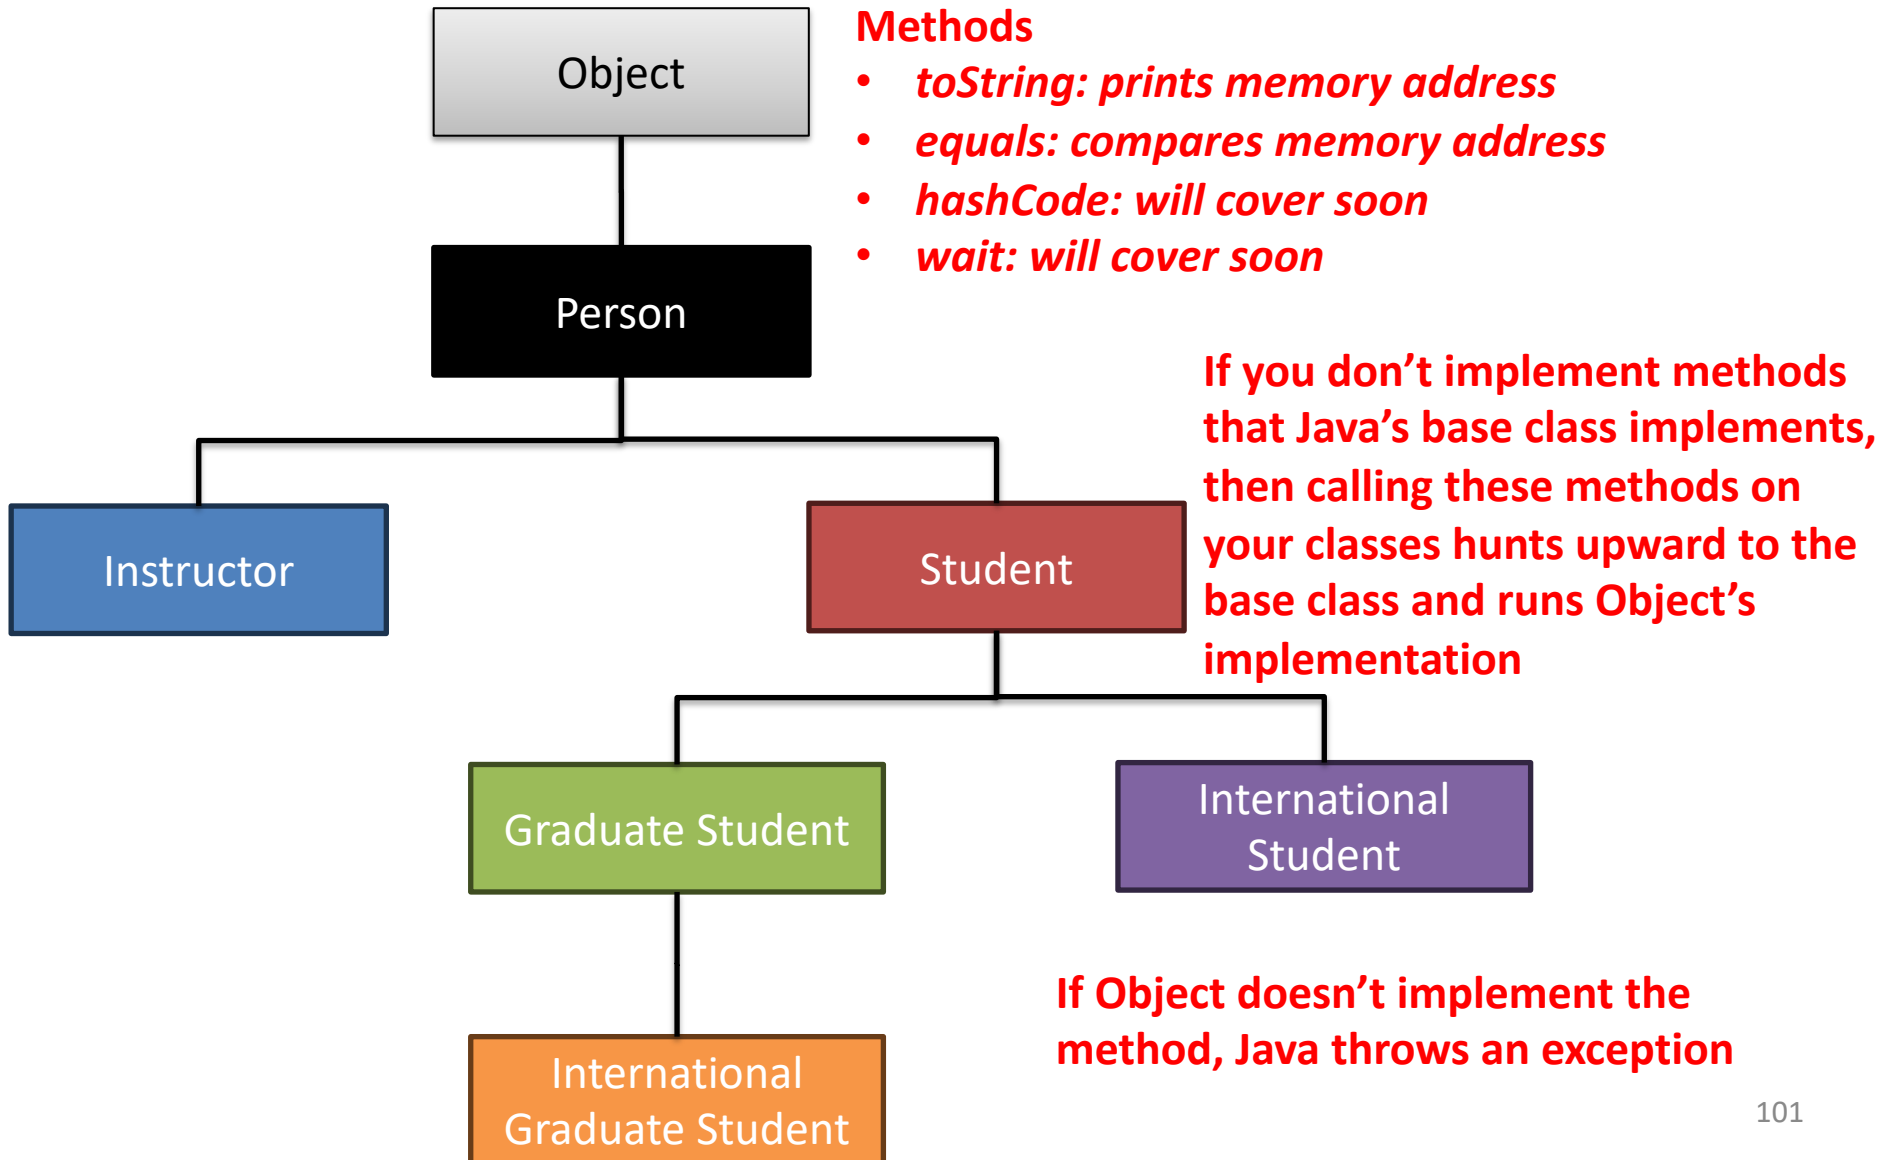 Object
Methods
• toString: prints memory address
• equals: compares memory address
• hashCode: will cover soon
• wait: will cover soon
Person
If you don’t implement methods
that Java’s base class implements,
then calling these methods on
your classes hunts upward to the
base class and runs Object’s
implementation
Instructor
Student
Graduate Student
International
Student
If Object doesn’t implement the
method, Java throws an exception
International
Graduate Student
101